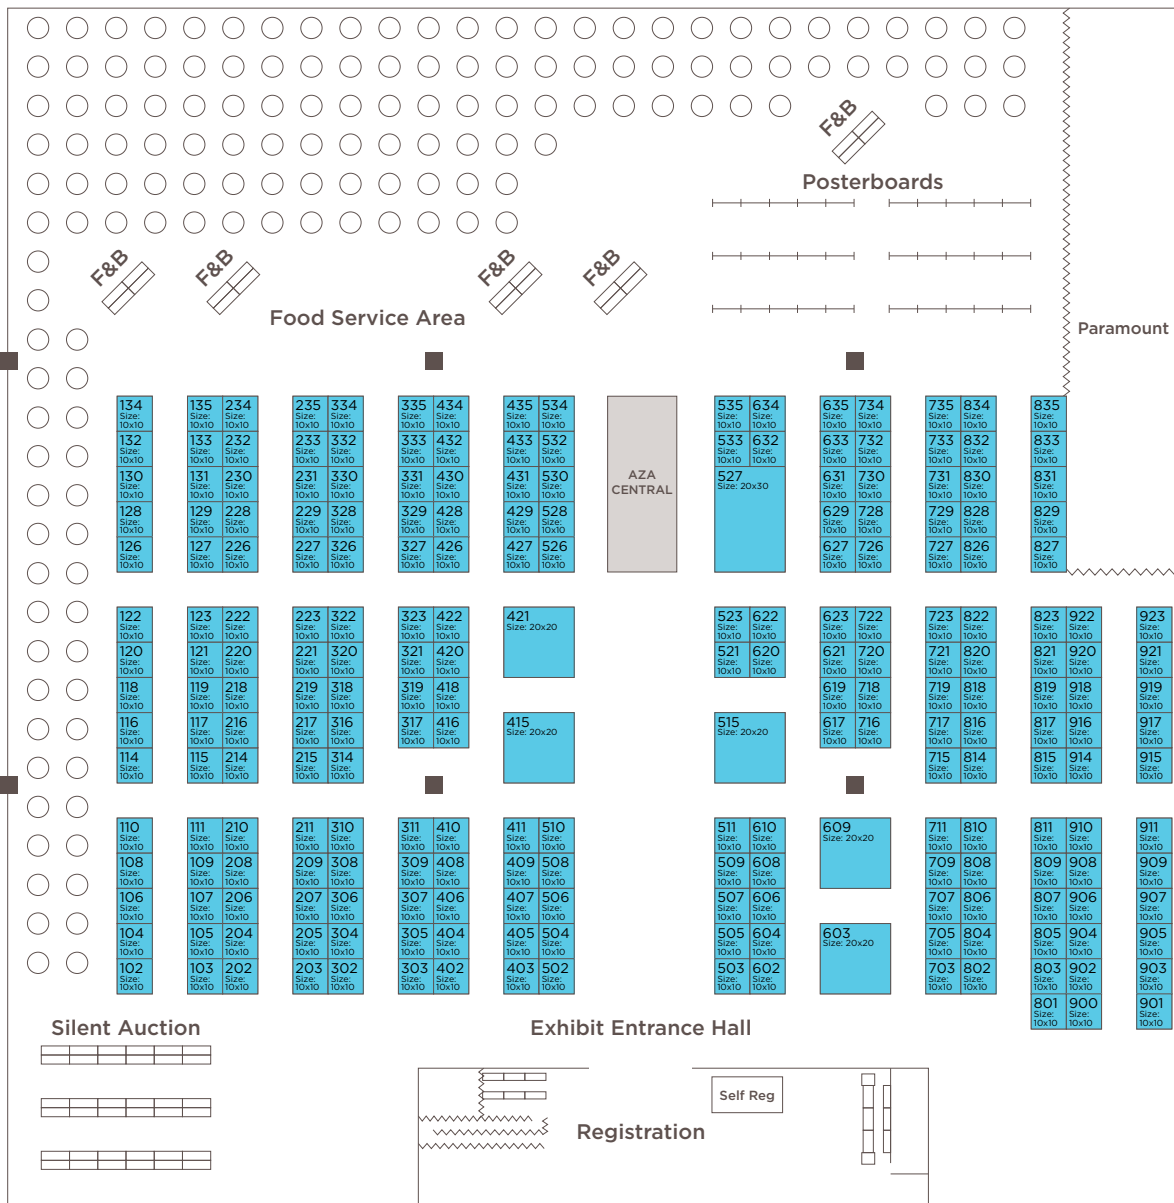 F&B
Posterboards
F&B
F&B
F&B
F&B
Food Service Area
Paramount
134 135 234 235 334 335 434 435 534 535 634 635 734 735 834 835
Size: Size: Size: Size: Size: Size: Size: Size: Size: Size: Size: Size: Size: Size: Size: Size:
10x10 10x10 10x10 10x10 10x10 10x10 10x10 10x10 10x10 10x10 10x10 10x10 10x10 10x10 10x10 10x10
132 133 232 233 332 333 432 433 532 533 632 633 732 733 832 833
Size: Size: Size: Size: Size: Size: Size: Size: Size: Size: Size: Size: Size: Size: Size: Size:
10x10 10x10 10x10 10x10 10x10 10x10 10x10 10x10 10x10 10x10 10x10 10x10 10x10 10x10 10x10 10x10
130 131 230 231 330 331 430 431 530 AZA 527 631 730 731 830 831
Size: Size: Size: Size: Size: Size: Size: Size: Size: CENTRAL Size: 20x30 Size: Size: Size: Size: Size:
10x10 10x10 10x10 10x10 10x10 10x10 10x10 10x10 10x10 10x10 10x10 10x10 10x10 10x10
128 129 228 229 328 329 428 429 528 629 728 729 828 829
Size: Size: Size: Size: Size: Size: Size: Size: Size: Size: Size: Size: Size: Size:
10x10 10x10 10x10 10x10 10x10 10x10 10x10 10x10 10x10 10x10 10x10 10x10 10x10 10x10
126 127 226 227 326 327 426 427 526 627 726 727 826 827
Size: Size: Size: Size: Size: Size: Size: Size: Size: Size: Size: Size: Size: Size:
10x10 10x10 10x10 10x10 10x10 10x10 10x10 10x10 10x10 10x10 10x10 10x10 10x10 10x10
122 123 222 223 322 323 422 421 523 622 623 722 723 822 823 922 923
Size: Size: Size: Size: Size: Size: Size: Size: 20x20 Size: Size: Size: Size: Size: Size: Size: Size: Size:
10x10 10x10 10x10 10x10 10x10 10x10 10x10 10x10 10x10 10x10 10x10 10x10 10x10 10x10 10x10 10x10
120 121 220 221 320 321 420 521 620 621 720 721 820 821 920 921
Size: Size: Size: Size: Size: Size: Size: Size: Size: Size: Size: Size: Size: Size: Size: Size:
10x10 10x10 10x10 10x10 10x10 10x10 10x10 10x10 10x10 10x10 10x10 10x10 10x10 10x10 10x10 10x10
118 119 218 219 318 319 418 619 718 719 818 819 918 919
Size: Size: Size: Size: Size: Size: Size: Size: Size: Size: Size: Size: Size: Size:
10x10 10x10 10x10 10x10 10x10 10x10 10x10 10x10 10x10 10x10 10x10 10x10 10x10 10x10
116 117 216 217 316 317 416 415 515 617 716 717 816 817 916 917
Size: Size: Size: Size: Size: Size: Size: Size: 20x20 Size: 20x20 Size: Size: Size: Size: Size: Size: Size:
10x10 10x10 10x10 10x10 10x10 10x10 10x10 10x10 10x10 10x10 10x10 10x10 10x10 10x10
114 115 214 215 314 715 814 815 914 915
Size: Size: Size: Size: Size: Size: Size: Size: Size: Size:
10x10 10x10 10x10 10x10 10x10 10x10 10x10 10x10 10x10 10x10
110 111 210 211 310 311 410 411 510 511 610 609 711 810 811 910 911
Size: Size: Size: Size: Size: Size: Size: Size: Size: Size: Size: Size: 20x20 Size: Size: Size: Size: Size:
10x10 10x10 10x10 10x10 10x10 10x10 10x10 10x10 10x10 10x10 10x10 10x10 10x10 10x10 10x10 10x10
108 109 208 209 308 309 408 409 508 509 608 709 808 809 908 909
Size: Size: Size: Size: Size: Size: Size: Size: Size: Size: Size: Size: Size: Size: Size: Size:
10x10 10x10 10x10 10x10 10x10 10x10 10x10 10x10 10x10 10x10 10x10 10x10 10x10 10x10 10x10 10x10
106 107 206 207 306 307 406 407 506 507 606 707 806 807 906 907
Size: Size: Size: Size: Size: Size: Size: Size: Size: Size: Size: Size: Size: Size: Size: Size:
10x10 10x10 10x10 10x10 10x10 10x10 10x10 10x10 10x10 10x10 10x10 10x10 10x10 10x10 10x10 10x10
104 105 204 205 304 305 404 405 504 505 604 603 705 804 805 904 905
Size: Size: Size: Size: Size: Size: Size: Size: Size: Size: Size: Size: 20x20 Size: Size: Size: Size: Size:
10x10 10x10 10x10 10x10 10x10 10x10 10x10 10x10 10x10 10x10 10x10 10x10 10x10 10x10 10x10 10x10
102 103 202 203 302 303 402 403 502 503 602 703 802 803 902 903
Size: Size: Size: Size: Size: Size: Size: Size: Size: Size: Size: Size: Size: Size: Size: Size:
10x10 10x10 10x10 10x10 10x10 10x10 10x10 10x10 10x10 10x10 10x10 10x10 10x10 10x10 10x10 10x10
801 900 901
Size: Size: Size:
10x10 10x10 10x10
Silent Auction
Exhibit Entrance Hall
Self Reg
Registration